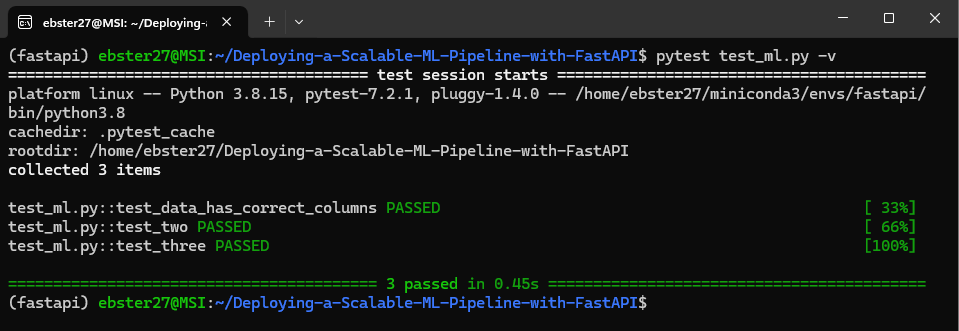 ebster27@MSI: ~/Deploying-a
(fastapi) ebster27@MSI:~/Deploying-a-Scalable-ML-Pipeline-with-FastAPI$ pytest test_ml.py -v
======================================== test session starts =========================================
platform linux -- Python 3.8.15, pytest-7.2.1, pluggy-1.4.0 -- /home/ebster27/miniconda3/envs/fastapi/
bin/python3.8
cachedir: .pytest_cache
rootdir: /home/ebster27/Deploying-a-Scalable-ML-Pipeline-with-FastAPI
collected 3 items
test_ml.py::test_data_has_correct_columns PASSED [ 33%]
test_ml.py::test_two PASSED [ 66%]
test_ml.py::test_three PASSED [100%]
========================================= 3 passed in 0.45s ==========================================
(fastapi) ebster27@MSI:~/Deploying-a-Scalable-ML-Pipeline-with-FastAPI$